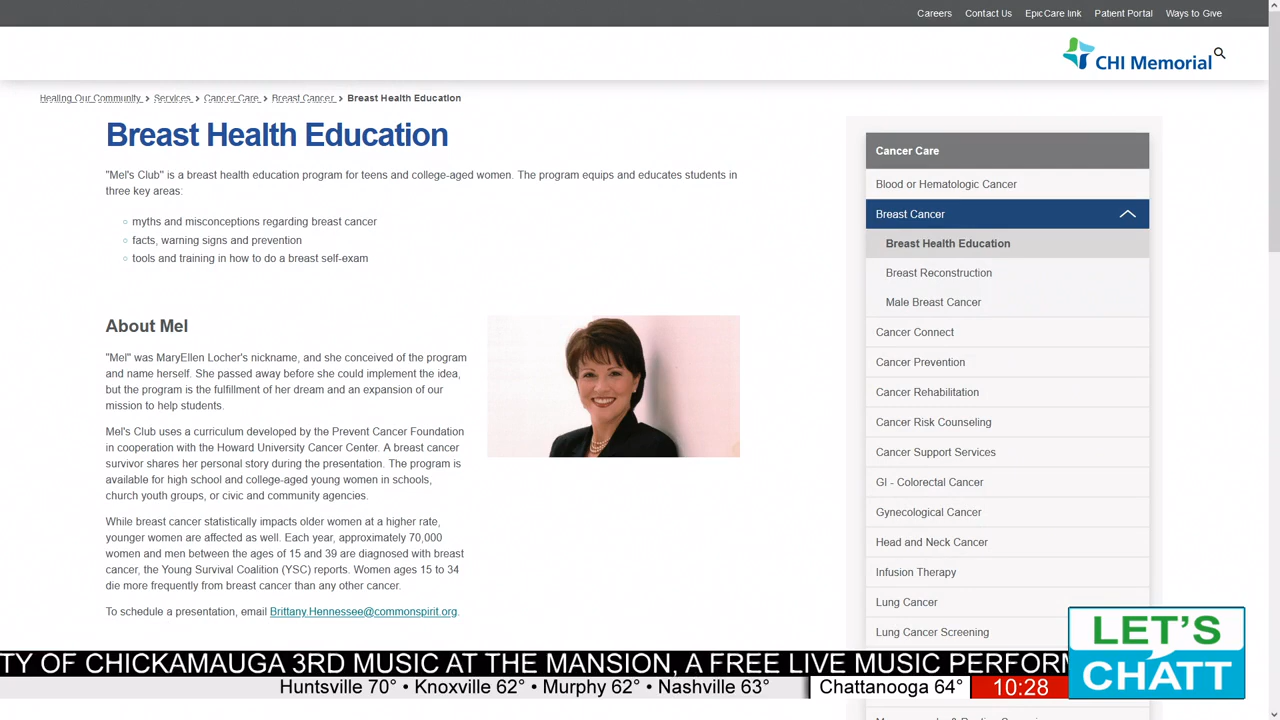 Careers Contact Us EpicCare link Patient Portal Ways to Give
CHI Memorial
Healing Our Community > Services > Cancer Care > Breast Cancer > Breast Health Education
Breast Health Education
"Mel's Club" is a breast health education program for teens and college-aged women. The program equips and educates students in
three key areas:
myths and misconceptions regarding breast cancer
facts, warning signs and prevention
tools and training in how to do a breast self-exam
About Mel
"Mel" was MaryEllen Locher's nickname, and she conceived of the program
and name herself. She passed away before she could implement the idea,
but the program is the fulfillment of her dream and an expansion of our
mission to help students.
Mel's Club uses a curriculum developed by the Prevent Cancer Foundation
in cooperation with the Howard University Cancer Center. A breast cancer
survivor shares her personal story during the presentation. The program is
available for high school and college-aged young women in schools,
church youth groups, or civic and community agencies.
While breast cancer statistically impacts older women at a higher rate,
younger women are affected as well. Each year, approximately 70,000
women and men between the ages of 15 and 39 are diagnosed with breast
cancer, the Young Survival Coalition (YSC) reports. Women ages 15 to 34
die more frequently from breast cancer than any other cancer.
To schedule a presentation, email Brittany.Hennessee@commonspirit.org.
Cancer Care
Blood or Hematologic Cancer
Breast Cancer
Breast Health Education
Breast Reconstruction
Male Breast Cancer
Cancer Connect
Cancer Prevention
Cancer Rehabilitation
Cancer Risk Counseling
Cancer Support Services
GI - Colorectal Cancer
Gynecological Cancer
Head and Neck Cancer
Infusion Therapy
Lung Cancer
Lung Cancer Screening
TY OF CHICKAMAUGA 3RD MUSIC AT THE MANSION, A FREE LIVE MUSIC PERFORM
Huntsville 70° • Knoxville 62° • Murphy 62° • Nashville 63° Chattanooga 64° 10:28
LET'S
CHATT